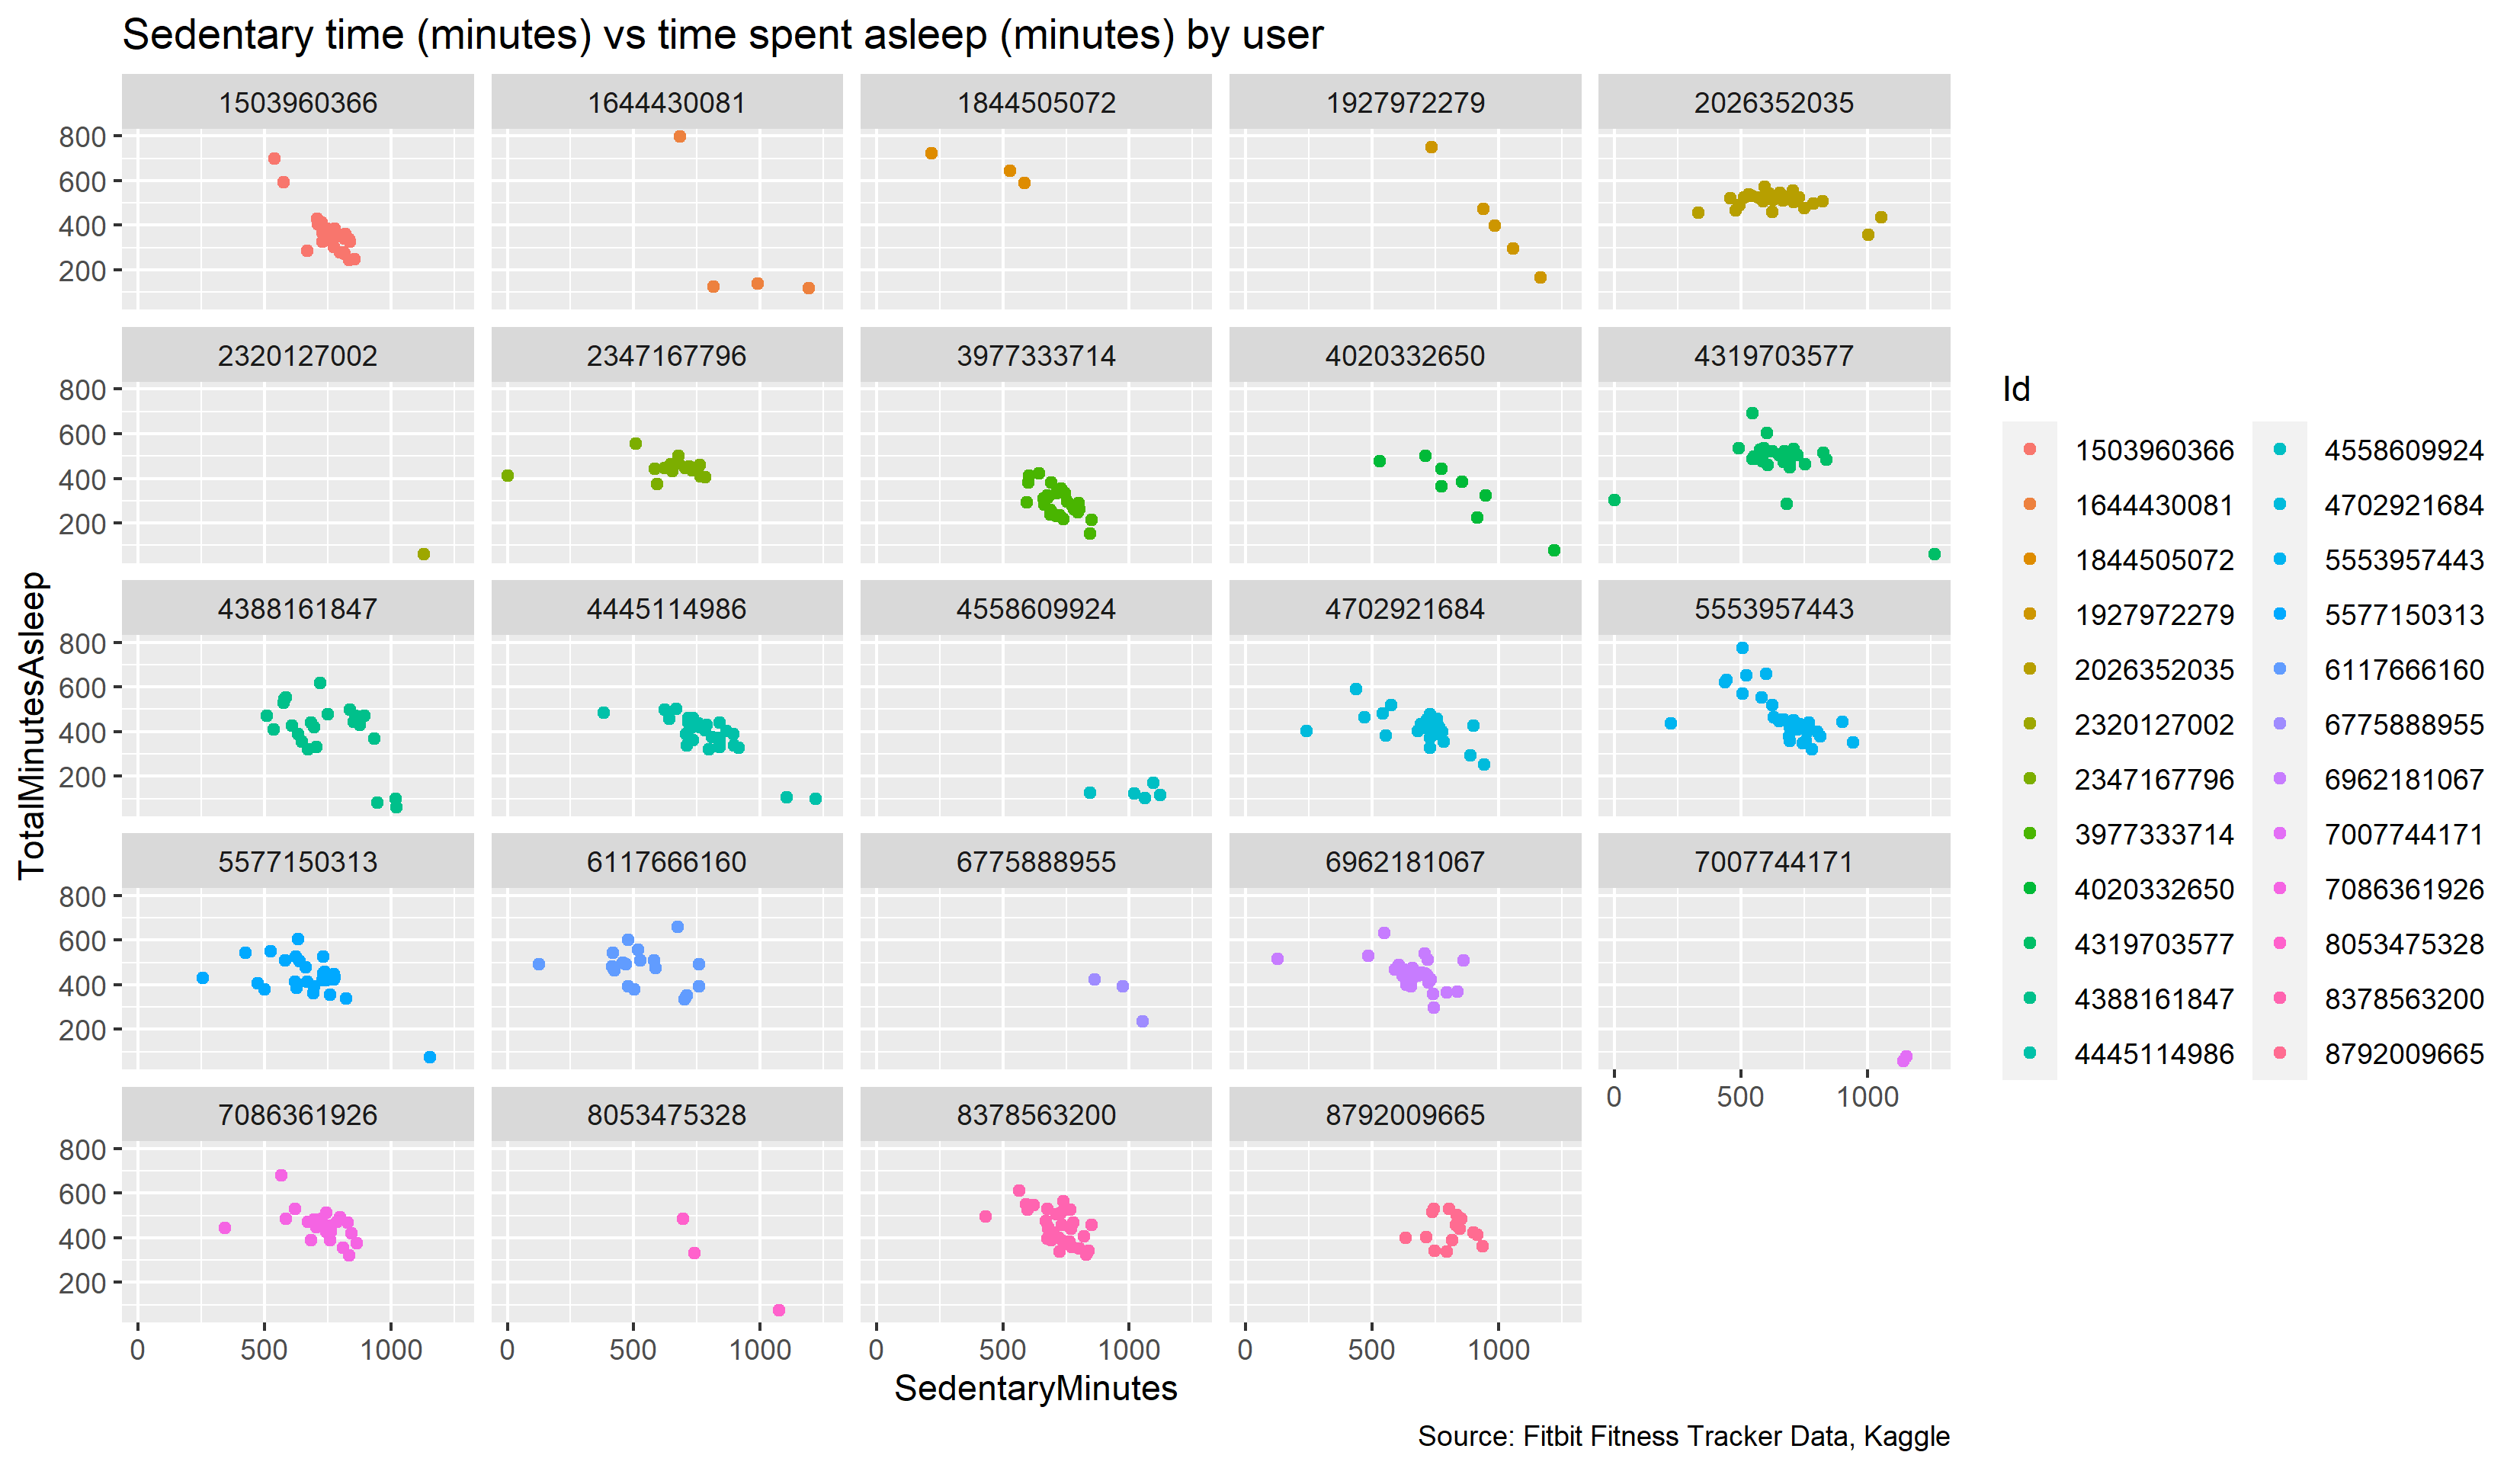 Sedentary time (minutes) vs time spent asleep (minutes) by user
1503960366 1644430081 1844505072 1927972279 2026352035
800
600
400
200
2320127002 2347167796 3977333714 4020332650 4319703577
800
600
400
200
4388161847 4445114986 4558609924 4702921684 5553957443
800
600
400
200
5577150313 6117666160 6775888955 6962181067 7007744171
800
600
400
200
0 500 1000
7086361926 8053475328 8378563200 8792009665
800
600
400
200
0 500 1000 0 500 1000 0 500 1000 0 500 1000
TotalMinutesAsleep
SedentaryMinutes
Source: Fitbit Fitness Tracker Data, Kaggle
Id
1503960366 4558609924
1644430081 4702921684
1844505072 5553957443
1927972279 5577150313
2026352035 6117666160
2320127002 6775888955
2347167796 6962181067
3977333714 7007744171
4020332650 7086361926
4319703577 8053475328
4388161847 8378563200
4445114986 8792009665